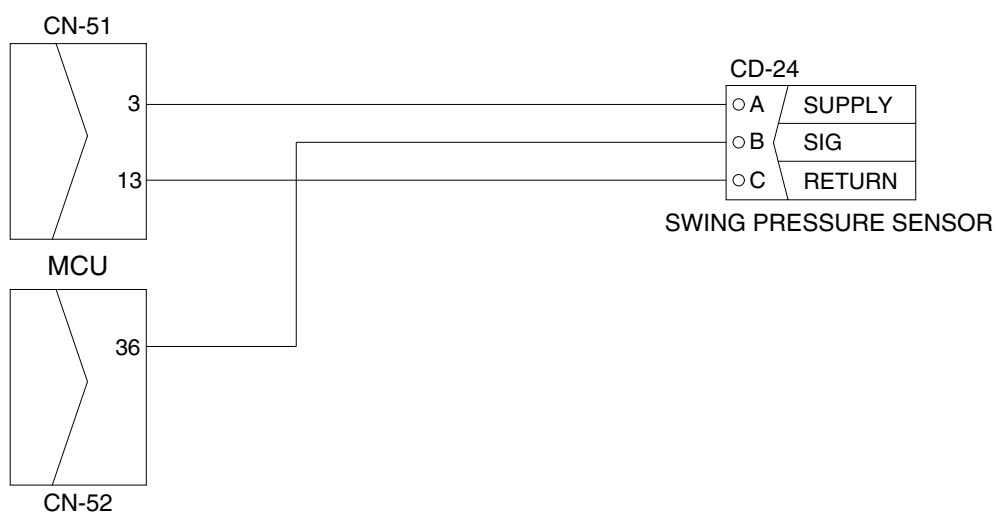 CN-51
3
13
MCU
36
CN-52
CD-24
A SUPPLY
B SIG
C RETURN
SWING PRESSURE SENSOR